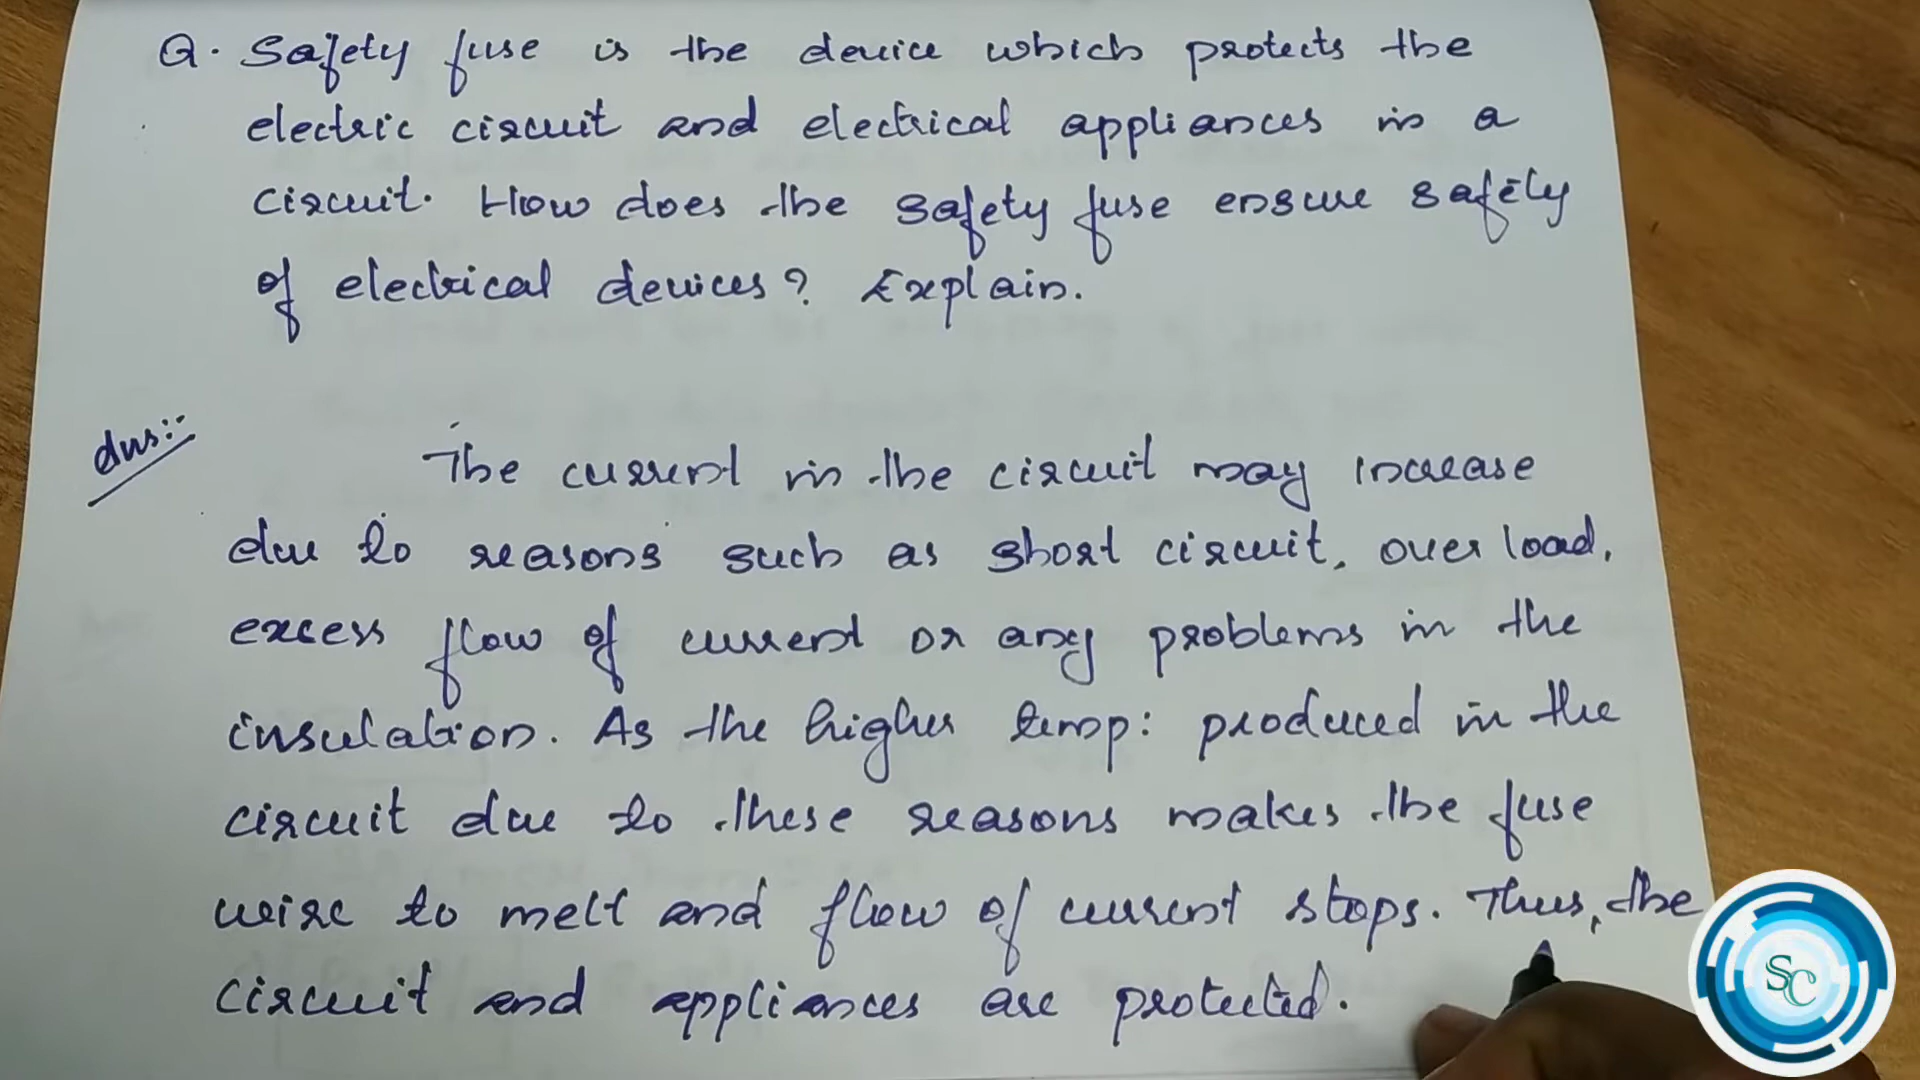 Q. Safety fuse is the device which protects the
electric circuit and electrical appliances in a
circuit. How does the safety fuse ensure safety
of electrical devices? Explain.
Ans:-
The current in the circuit may increase
due to reasons such as short circuit, over load,
excess flow of current or any problems in the
insulation. As the higher temp: produced in the
circuit due to these reasons makes the fuse
wire to melt and flow of current stops. Thus, the
circuit and appliances are protected.
SC